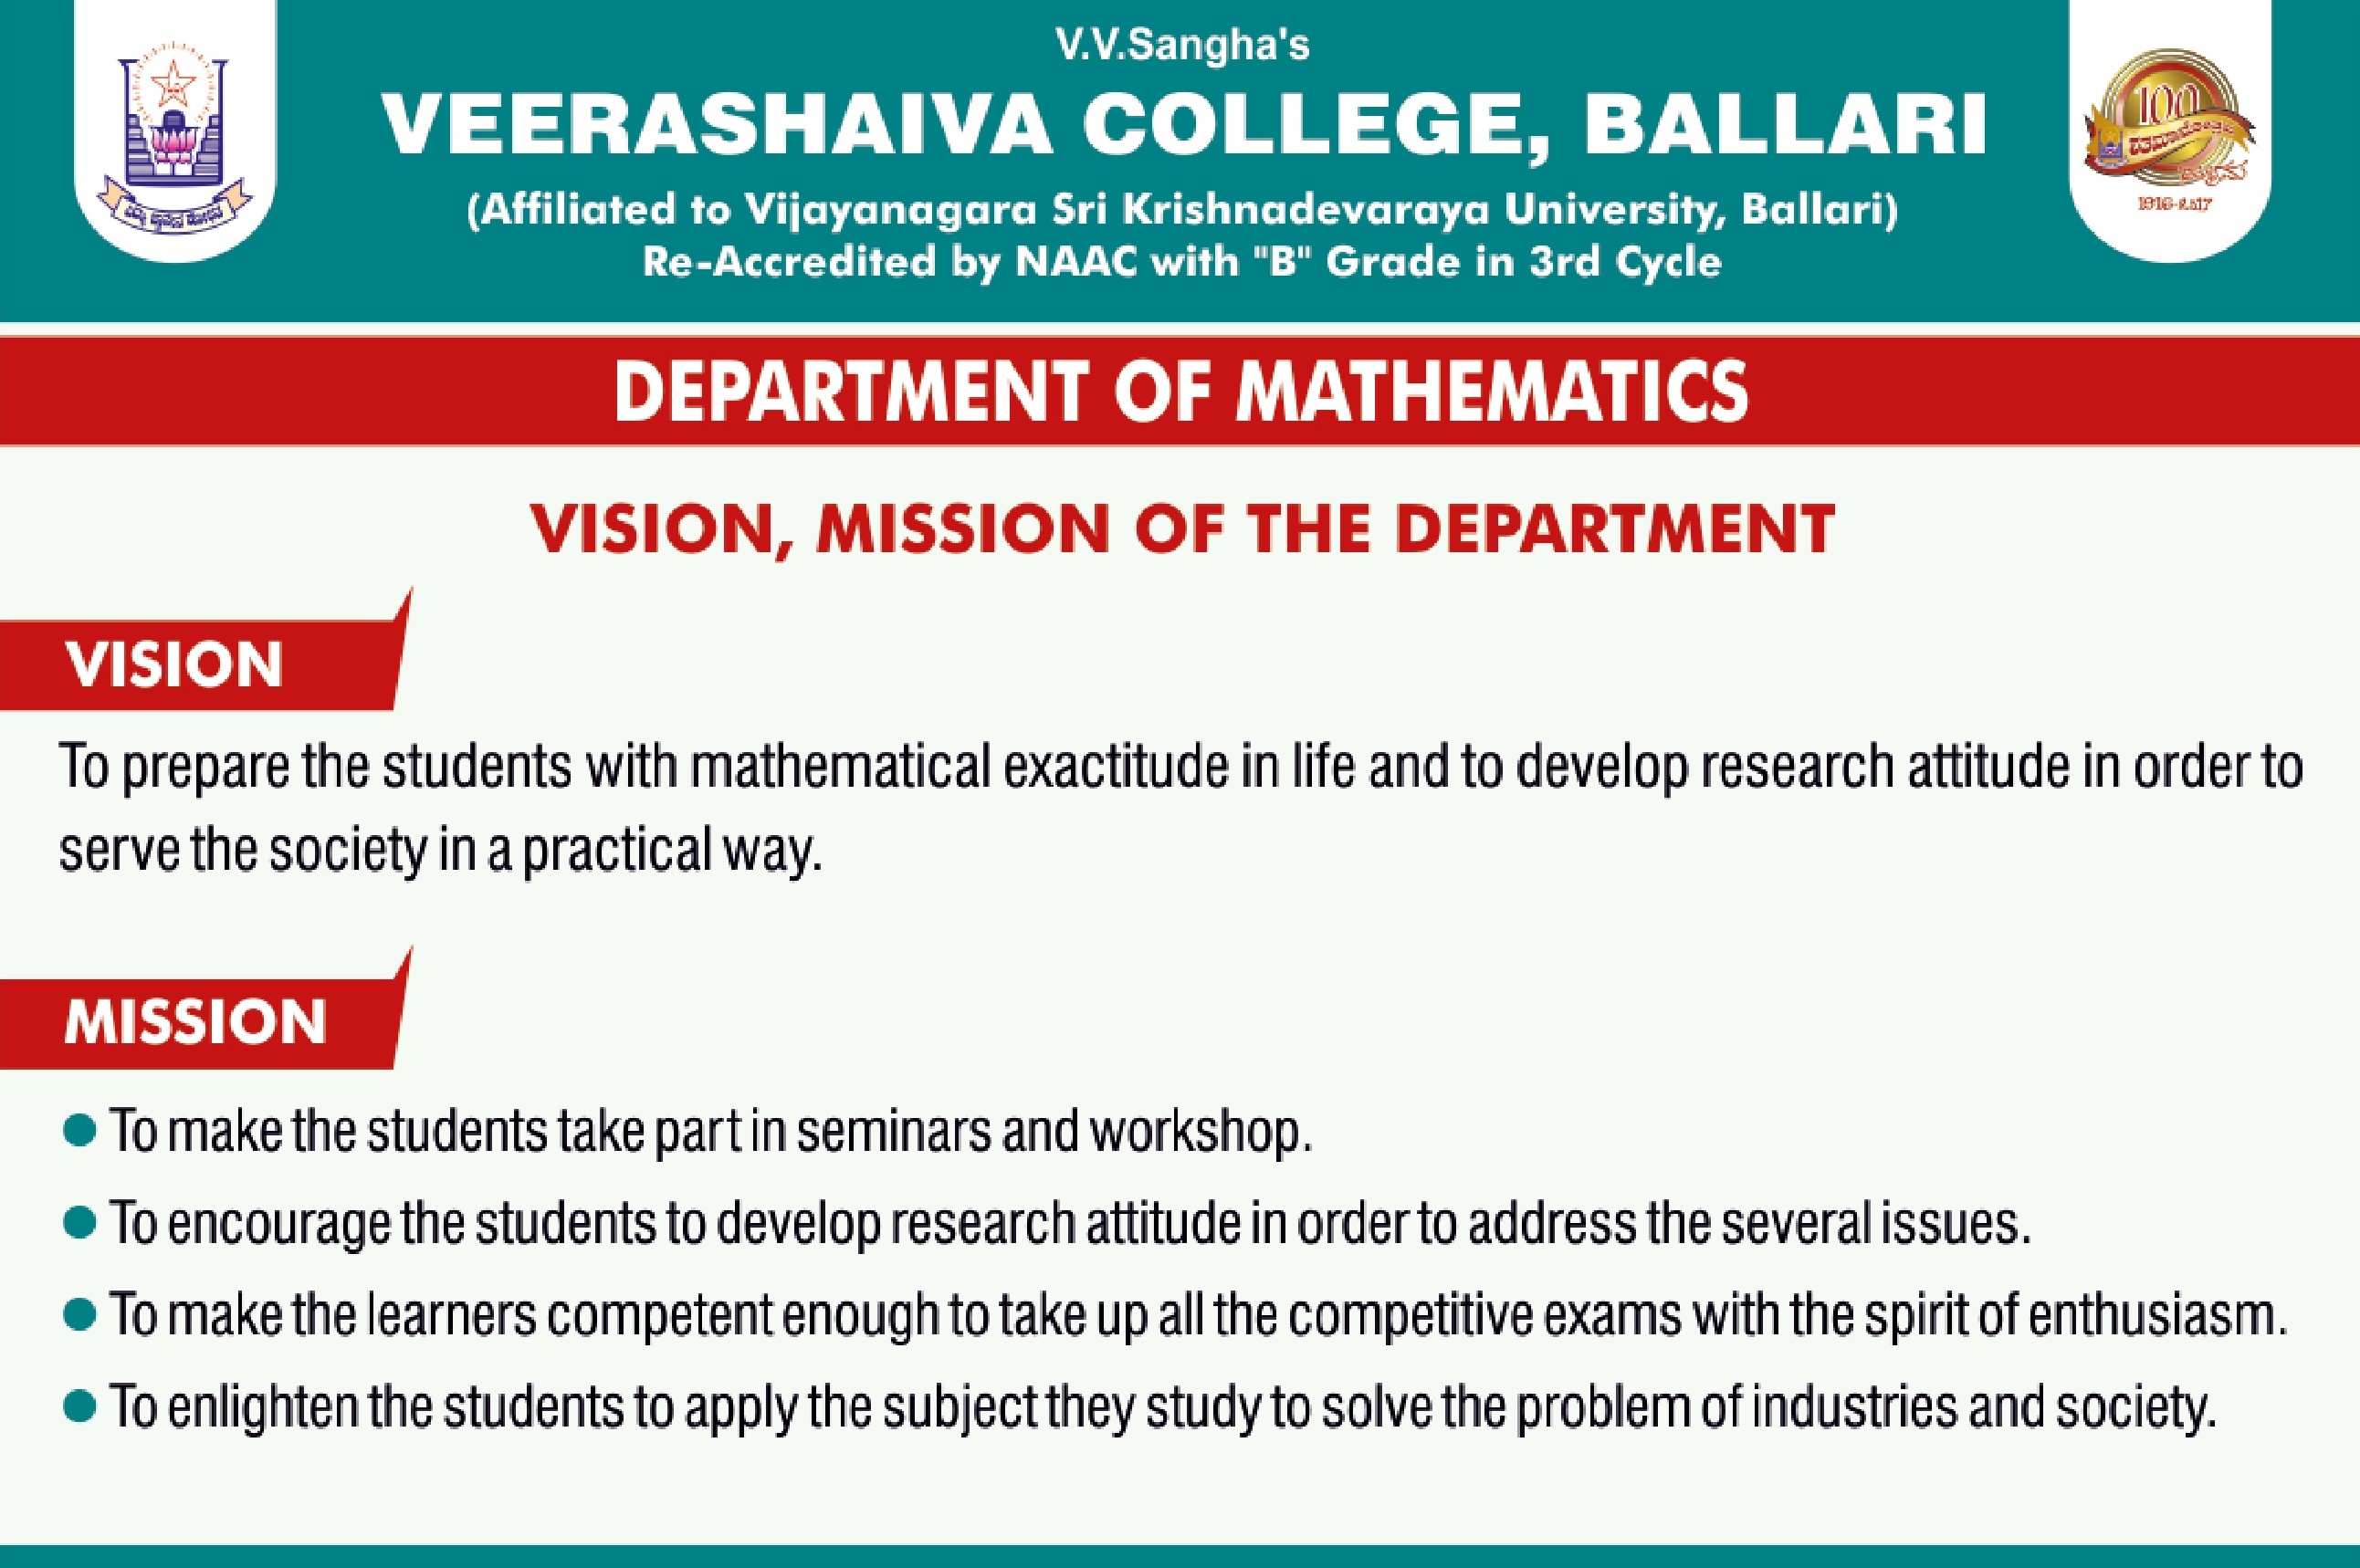 V.V.Sangha's
VEERASHAIVA COLLEGE, BALLARI
(Affiliated to Vijayanagara Sri Krishnadevaraya University, Ballari)
Re-Accredited by NAAC with "B" Grade in 3rd Cycle
100
DEPARTMENT OF MATHEMATICS
VISION, MISSION OF THE DEPARTMENT
VISION
To prepare the students with mathematical exactitude in life and to develop research attitude in order to
serve the society in a practical way.
MISSION
● To make the students take part in seminars and workshop.
● To encourage the students to develop research attitude in order to address the several issues.
● To make the learners competent enough to take up all the competitive exams with the spirit of enthusiasm.
● To enlighten the students to apply the subject they study to solve the problem of industries and society.